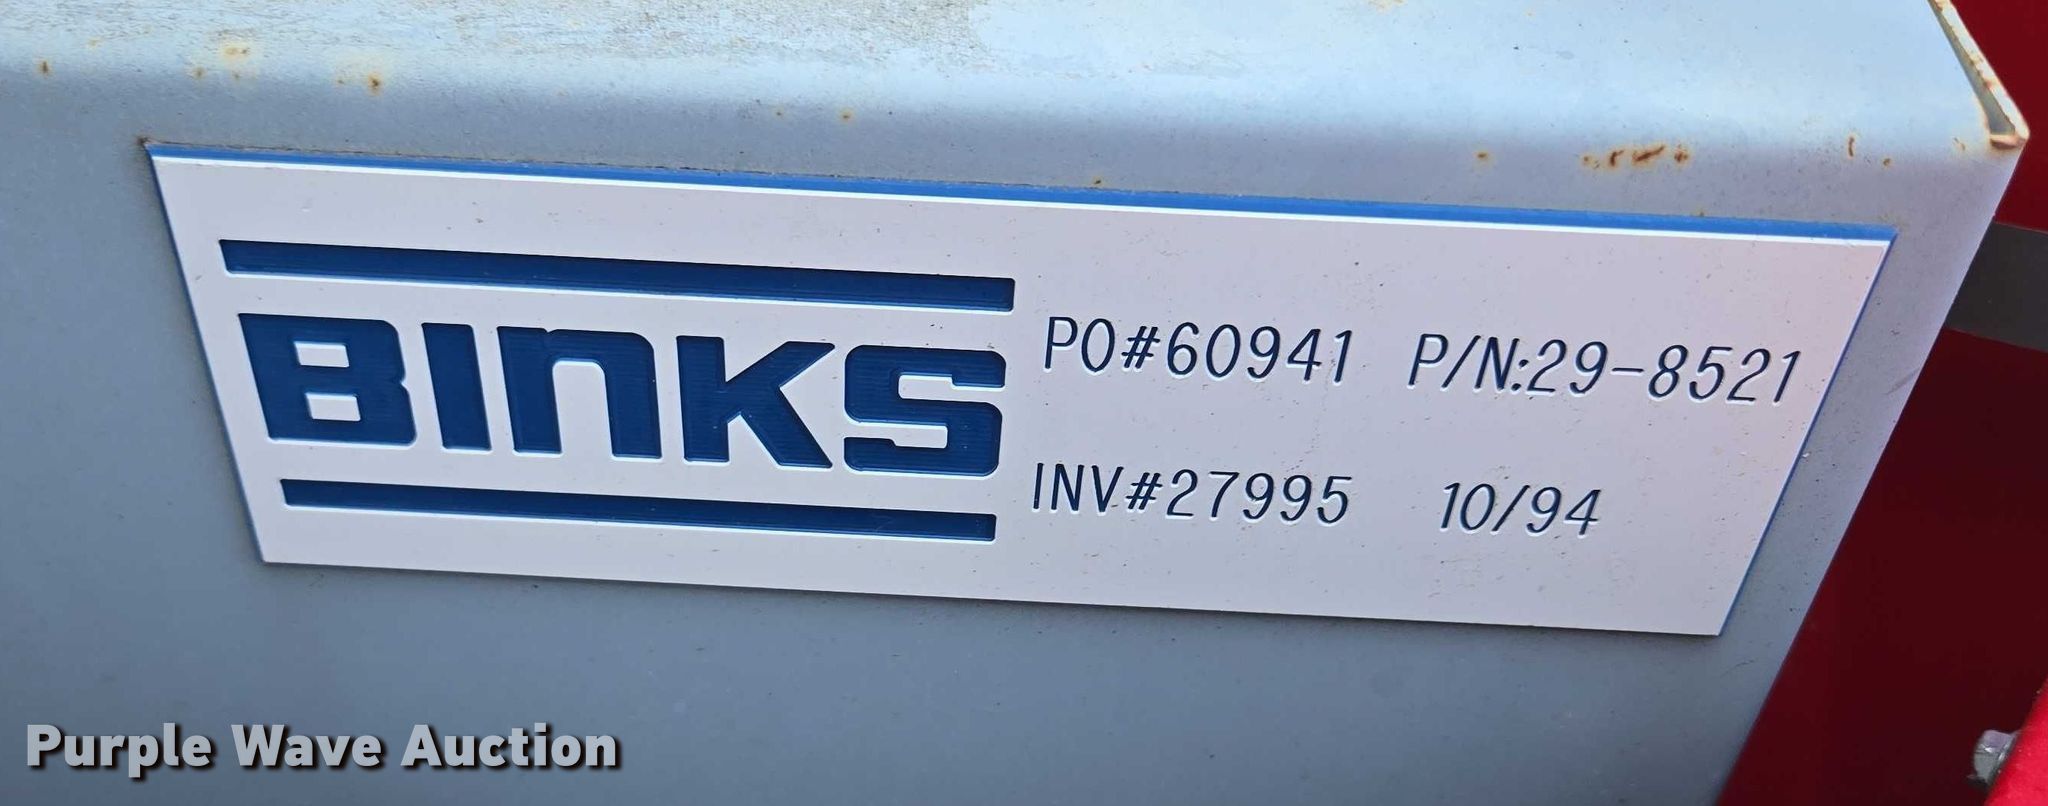 BINKS
PO#60941 P/N:29-8521
INV#27995 10/94
Purple Wave Auction